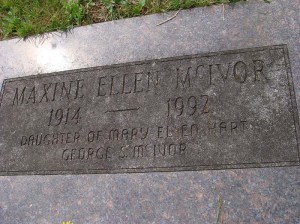 MAXINE ELLEN McIVOR
1914 — 1992
DAUGHTER OF MARY ELLEN HART
GEORGE S. McIVOR